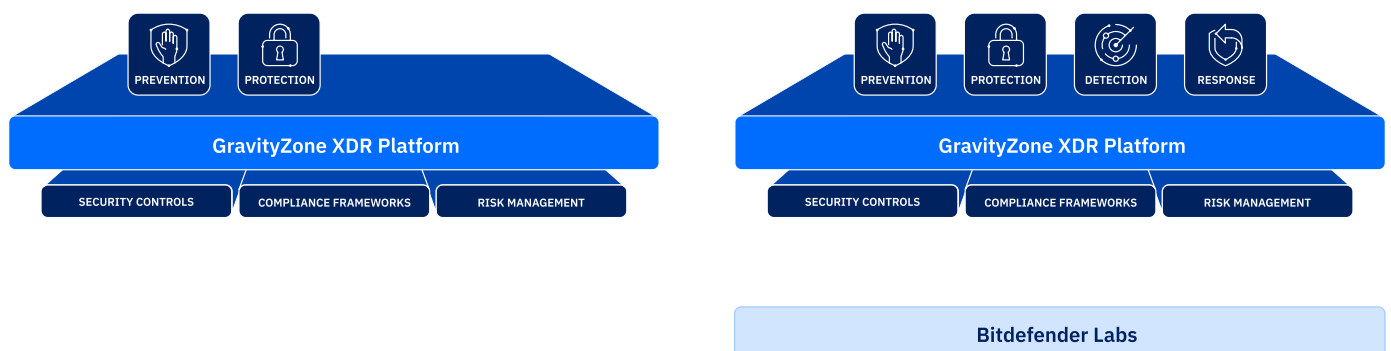 PREVENTION
PROTECTION
GravityZone XDR Platform
SECURITY CONTROLS
COMPLIANCE FRAMEWORKS
RISK MANAGEMENT
PREVENTION
PROTECTION
DETECTION
RESPONSE
GravityZone XDR Platform
SECURITY CONTROLS
COMPLIANCE FRAMEWORKS
RISK MANAGEMENT
Bitdefender Labs